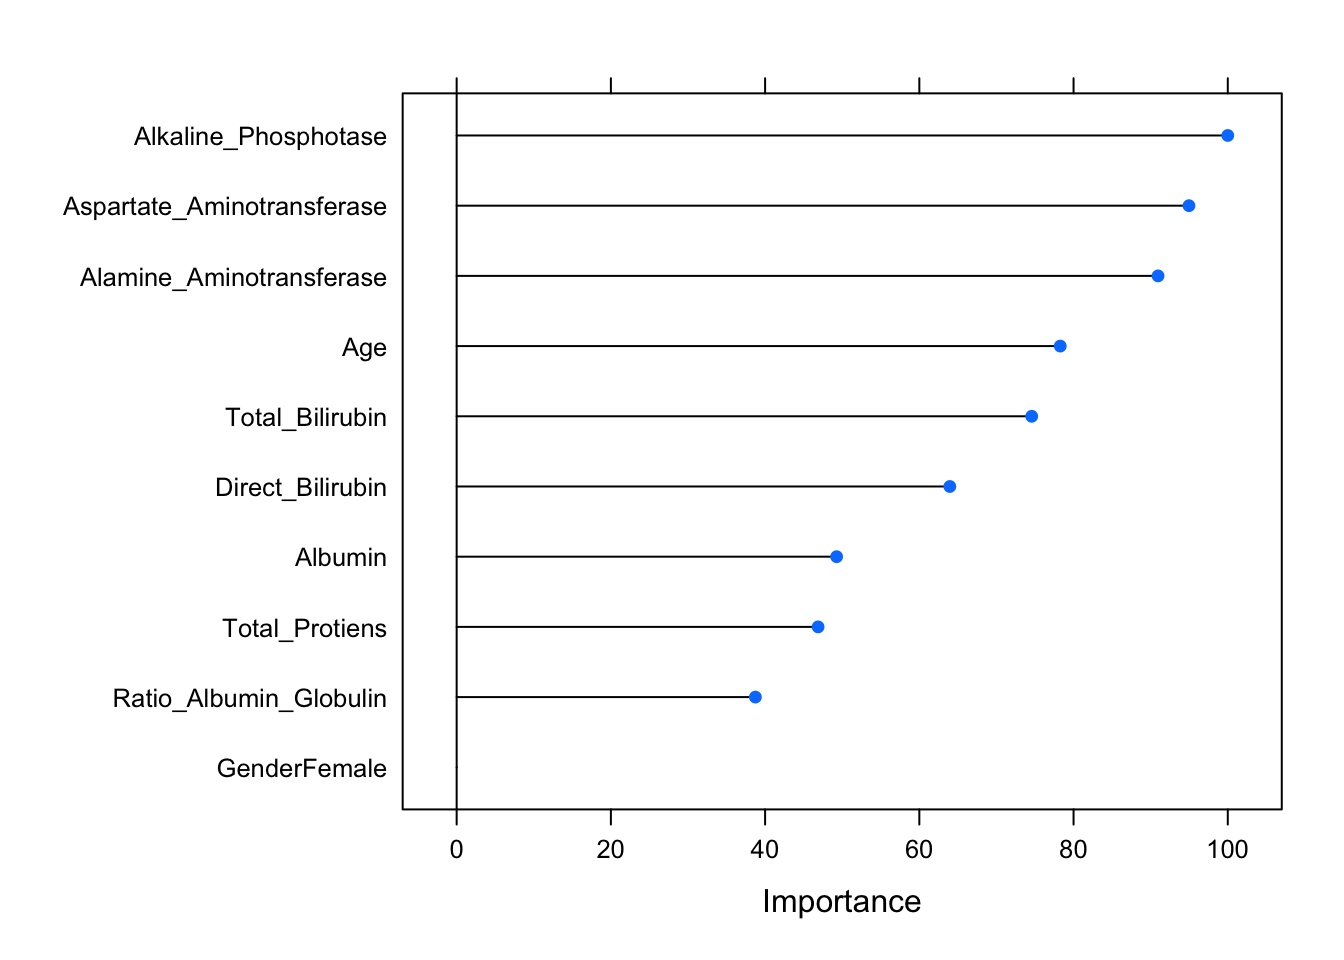 Alkaline_Phosphotase
Aspartate_Aminotransferase
Alamine_Aminotransferase
Age
Total_Bilirubin
Direct_Bilirubin
Albumin
Total_Protiens
Ratio_Albumin_Globulin
GenderFemale
0 20 40 60 80 100
Importance